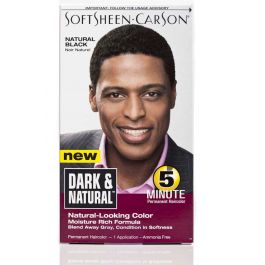 IMPORTANT: FOLLOW THE USAGE ADVISORY
SOFTSHEEN·CARSON
NATURAL
BLACK
Noir Naturel
new
DARK &
NATURAL
5
MINUTE
Permanent Haircolor
Natural-Looking Color
Moisture Rich Formula
Blend Away Gray, Condition in Softness
Permanent Haircolor – 1 Application – Ammonia Free